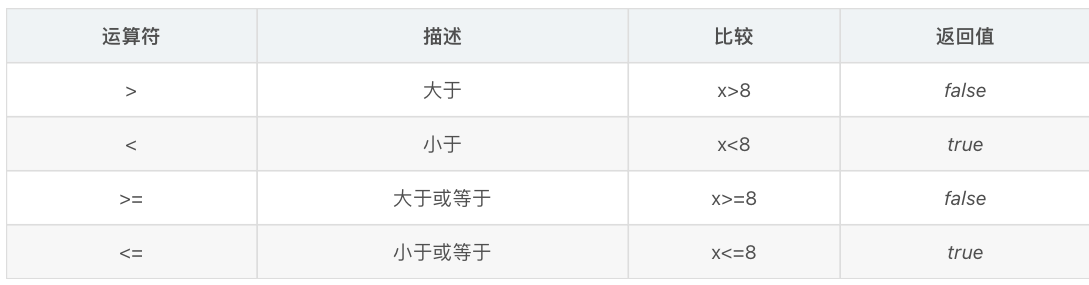 运算符 描述 比较 返回值
> 大于 x>8 false
< 小于 x<8 true
>= 大于或等于 x>=8 false
<= 小于或等于 x<=8 true